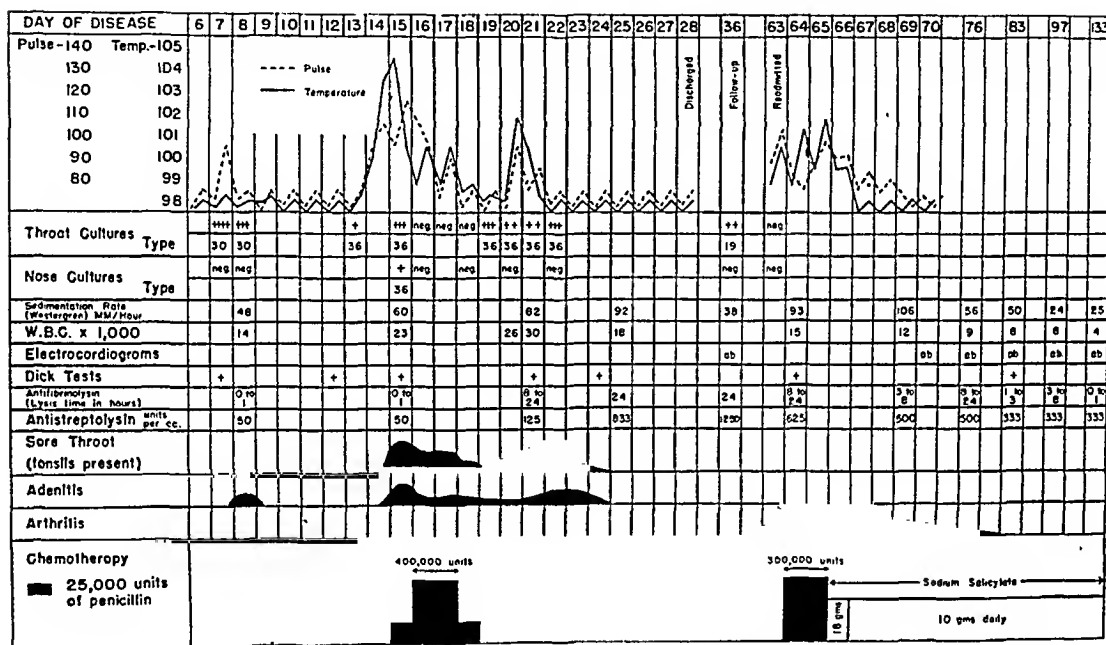 DAY OF DISEASE 6 7 8 9 10 11 12 13 14 15 16 17 18 19 20 21 22 23 24 25 26 27 28 36 63 64 65 66 67 68 69 70 76 83 97 133
Pulse-140 Temp.-105
130 104
120 103
110 102
100 101
90 100
80 99
98
Pulse
Temperature
Discharged
Follow-up
Readmitted
Throat Cultures ++++ +++ + +++ neg neg neg +++ ++ ++ +++ ++ neg
Type 30 30 36 36 36 36 36 36 19
Nose Cultures neg neg + neg neg neg neg neg neg
Type 36
Sedimentation Rate
(Westergren) MM/Hour 48 60 82 92 38 93 106 56 50 24 25
W.B.C. x 1,000 14 23 26 30 18 15 12 9 8 8 4
Electrocardiograms ab ab ab ab ab ab
Dick Tests + + + + + + +
Antifibrinolysin
(Lysis time in hours) 0 to 1 0 to 1 8 to 24 24 24 8 to 24 3 to 8 8 to 24 1 to 3 3 to 8 0 to 1
Antistreptolysin units per cc. 50 50 125 833 1250 625 500 500 333 333 333
Sore Throat
(tonsils present)
Adenitis
Arthritis
Chemotherapy
25,000 units
of penicillin
400,000 units
300,000 units
Sodium Salicylate
16 gms
10 gms daily